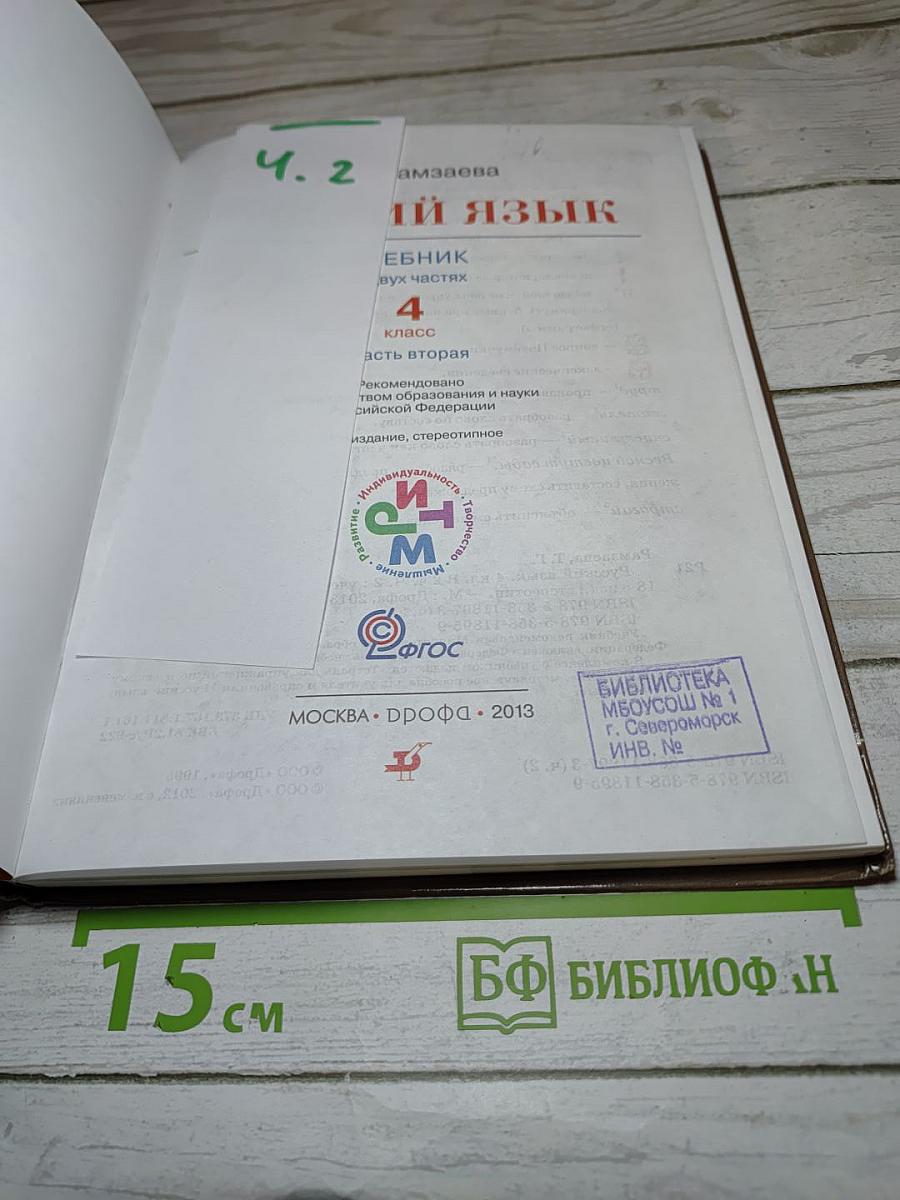 Ч. 2
амзаева
ИЙ ЯЗЫК
ЕБНИК
вух частях
4
класс
асть вторая
Рекомендовано
твом образования и науки
сийской Федерации
издание, стереотипное
Индивидуальность • Творчество • Мышление • Развитие •
РИТМ
ФГОС
МОСКВА • дрофа • 2013
БИБЛИОТЕКА
МБОУСОШ № 1
г. Североморск
ИНВ. №
15 см
БФ БИБЛИОФ АН